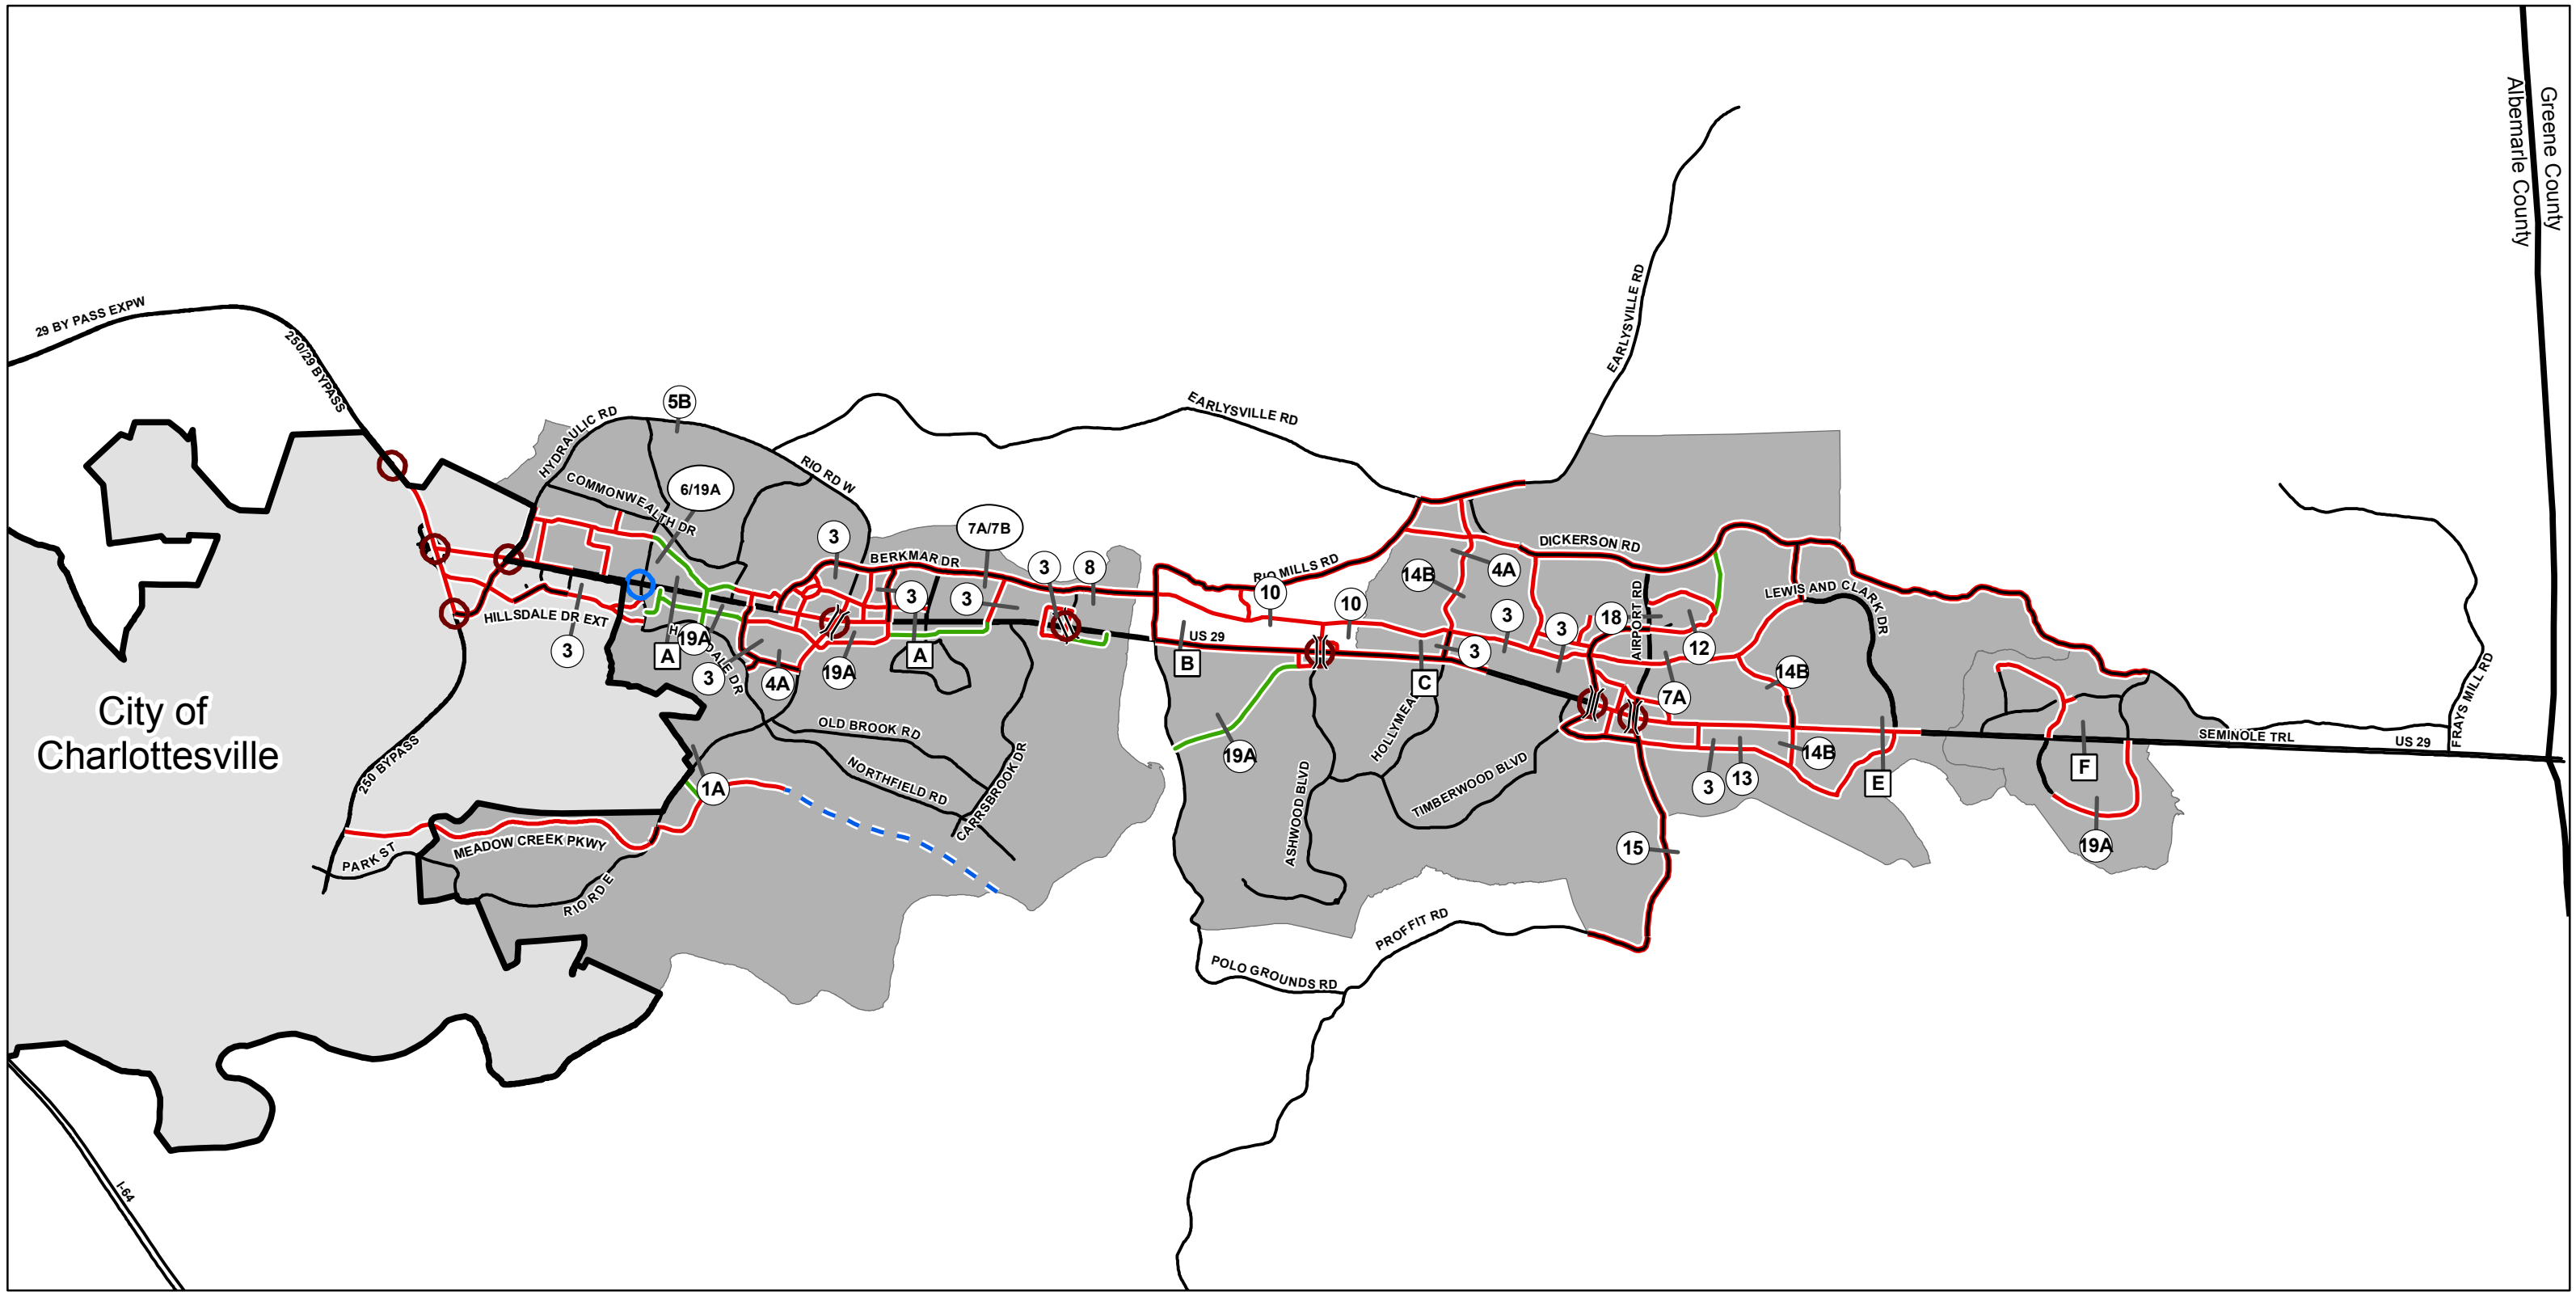 Greene County
Albemarle County
29 BY PASS EXPW
250/29 BYPASS
5B
HYDRAULIC RD
COMMONWEALTH DR
6/19A
RIO RD W
EARLYSVILLE RD
EARLYSVILLE RD
3
BERKMAR DR
7A/7B
3
8
3
3
RIO MILLS RD
10
10
14B
4A
DICKERSON RD
3
3
18
AIRPORT RD
12
LEWIS AND CLARK DR
HILLSDALE DR EXT
3
A
19A
3
4A
19A
A
B
US 29
C
3
7A
14B
14B
E
F
SEMINOLE TRL
US 29
FRAYS MILL RD
City of
Charlottesville
OLD BROOK RD
NORTHFIELD RD
CARRSBROOK DR
19A
ASHWOOD BLVD
TIMBERWOOD BLVD
3
13
15
19A
250 BYPASS
1A
MEADOW CREEK PKWY
PARK ST
RIO RD E
PROFFIT RD
POLO GROUNDS RD
I-64